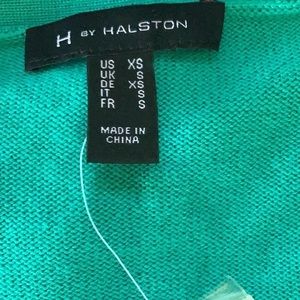 H BY HALSTON
US XS
UK S
DE XS
IT S
FR S
MADE IN
CHINA